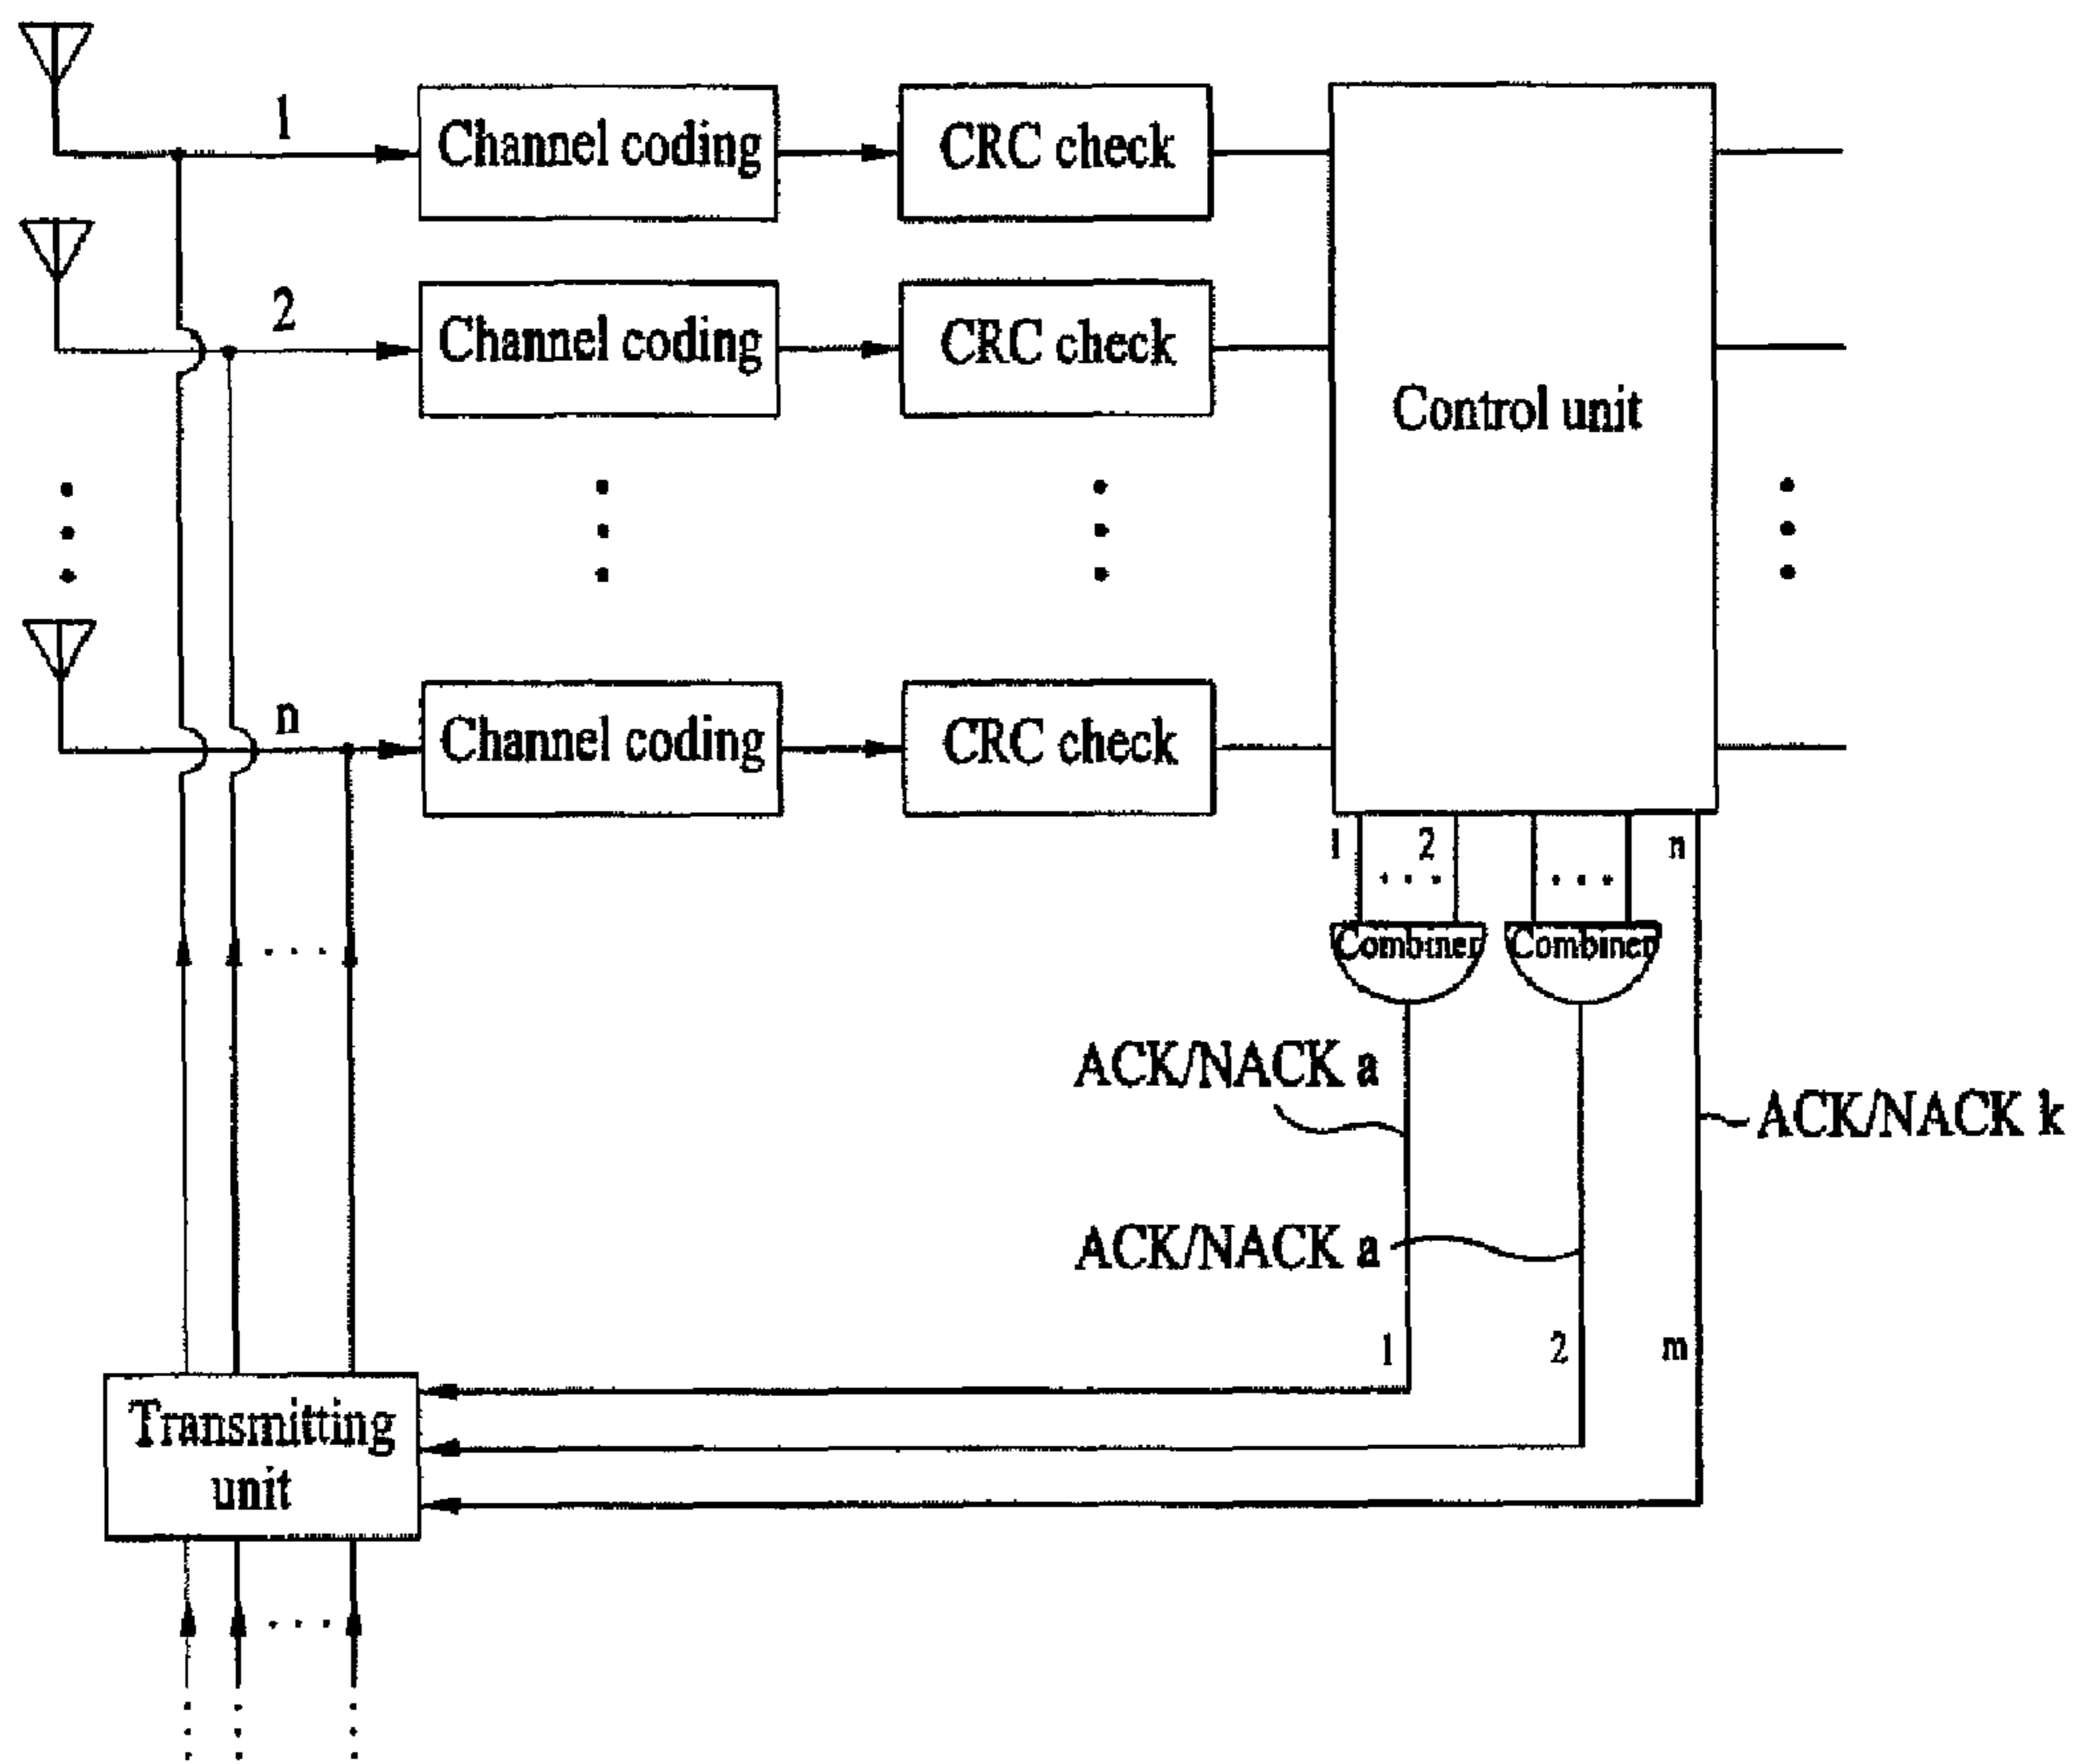 1
Channel coding
CRC check
2
Channel coding
CRC check
Control unit
n
Channel coding
CRC check
1
2
n
Combiner
Combiner
ACK/NACK a
ACK/NACK k
ACK/NACK a
1
2
m
Transmitting
unit